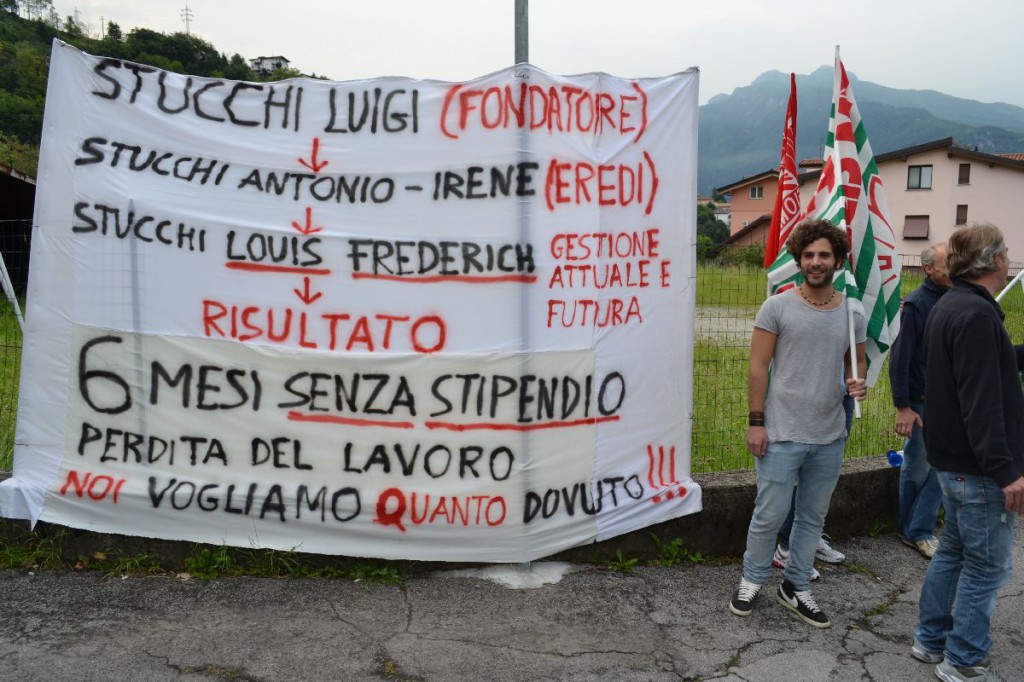 STUCCHI LUIGI (FONDATORE)
STUCCHI ANTONIO - IRENE (EREDI)
STUCCHI LOUIS FREDERICH
GESTIONE
ATTUALE E
FUTURA
RISULTATO
6 MESI SENZA STIPENDIO
PERDITA DEL LAVORO
NOI VOGLIAMO QUANTO DOVUTO !!!